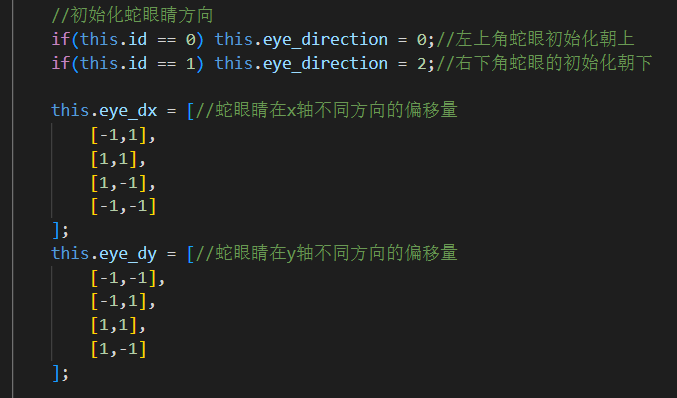 //初始化蛇眼睛方向
if(this.id == 0) this.eye_direction = 0;//左上角蛇眼初始化朝上
if(this.id == 1) this.eye_direction = 2;//右下角蛇眼的初始化朝下
this.eye_dx = [//蛇眼睛在x轴不同方向的偏移量
[-1,1],
[1,1],
[1,-1],
[-1,-1]
];
this.eye_dy = [//蛇眼睛在y轴不同方向的偏移量
[-1,-1],
[-1,1],
[1,1],
[1,-1]
];